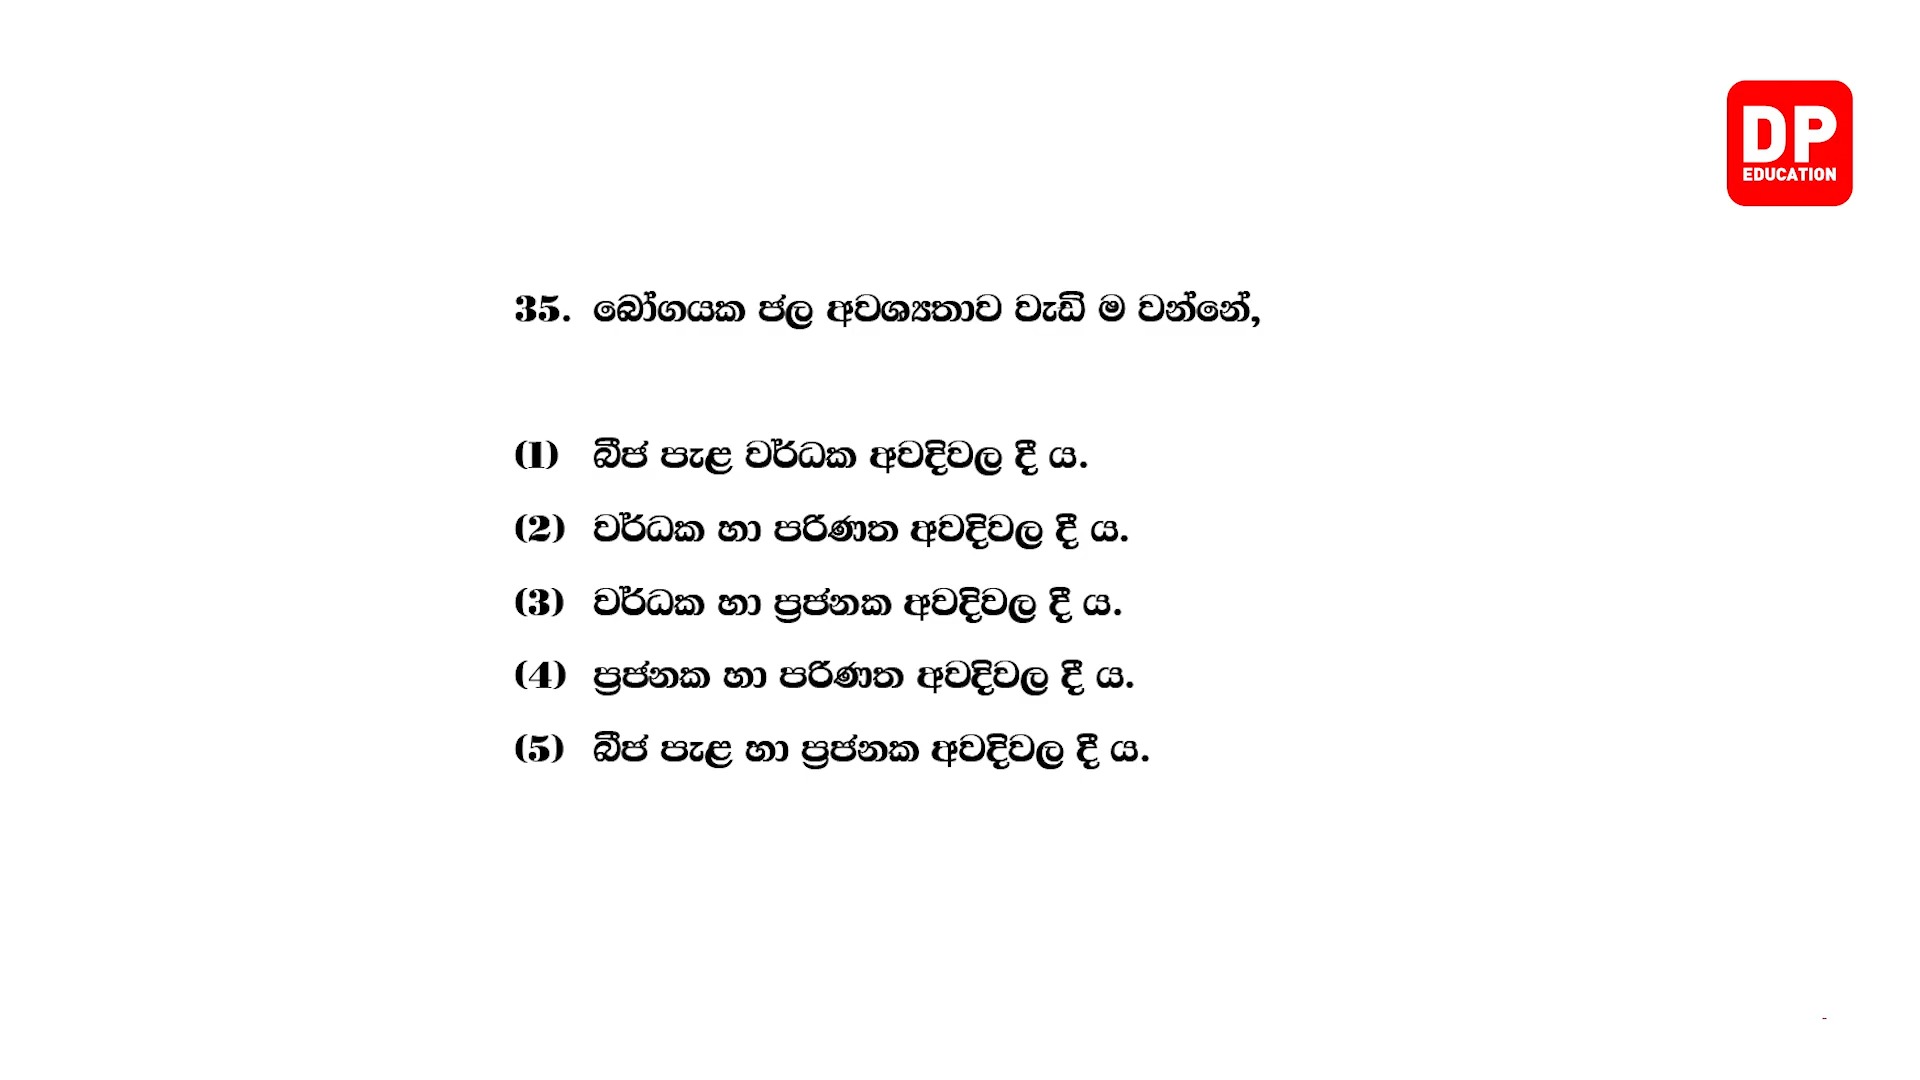 DP
EDUCATION
35. බෝගයක ජල අවශ්‍යතාව වැඩි ම වන්නේ,
(1) බීජ පැළ වර්ධක අවදිවල දී ය.
(2) වර්ධක හා පරිණත අවදිවල දී ය.
(3) වර්ධක හා ප්‍රජනක අවදිවල දී ය.
(4) ප්‍රජනක හා පරිණත අවදිවල දී ය.
(5) බීජ පැළ හා ප්‍රජනක අවදිවල දී ය.